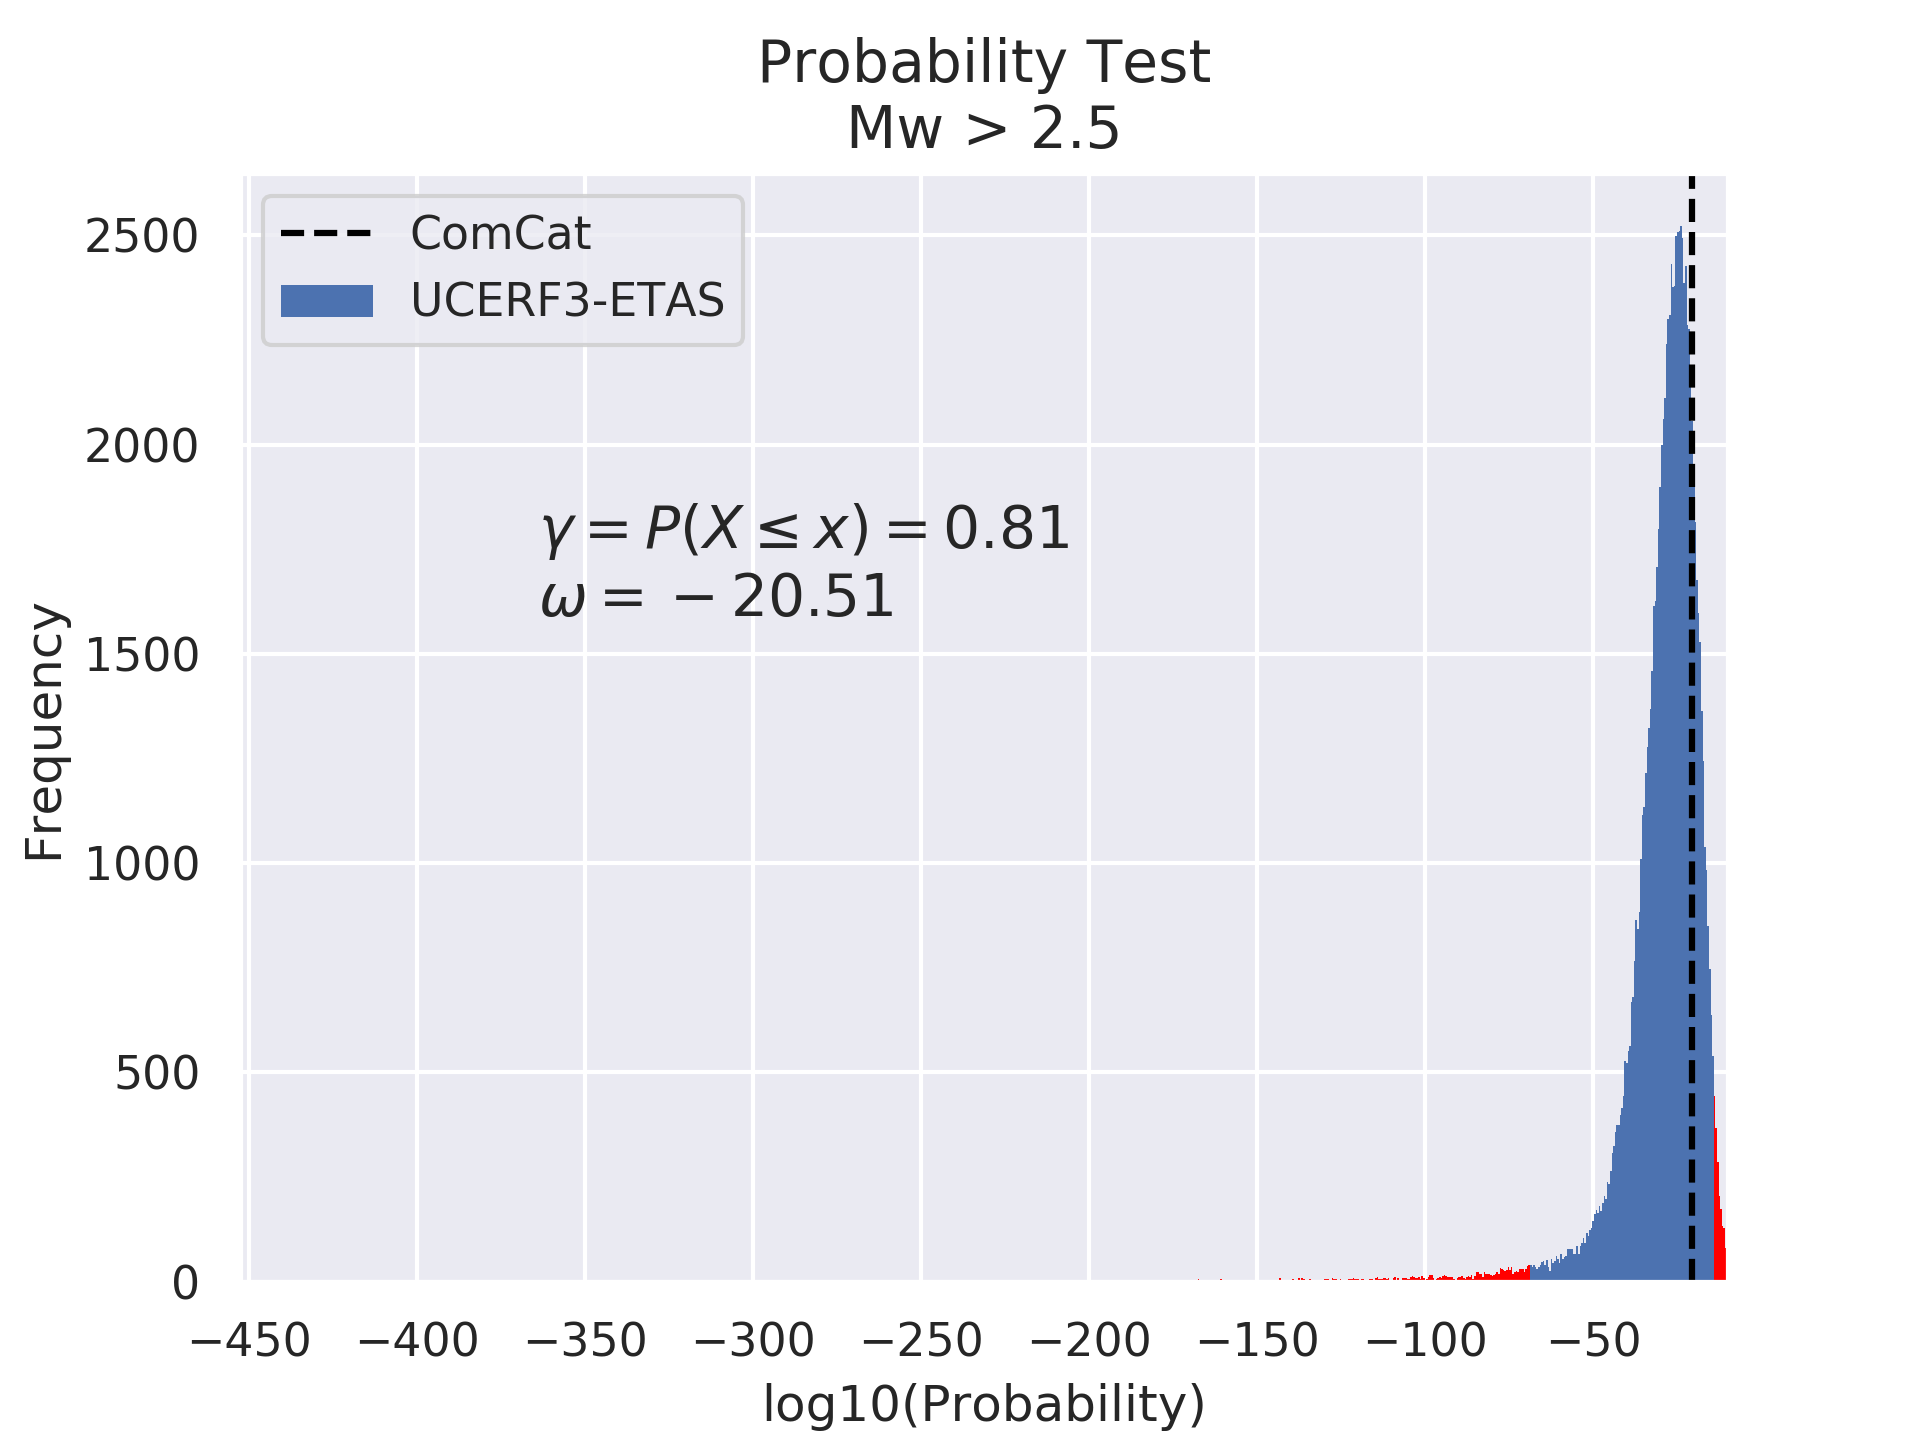 Probability Test
Mw > 2.5
ComCat
UCERF3-ETAS
γ = P(X ≤ x) = 0.81
ω = − 20.51
Frequency
2500
2000
1500
1000
500
0
−450 −400 −350 −300 −250 −200 −150 −100 −50
log10(Probability)